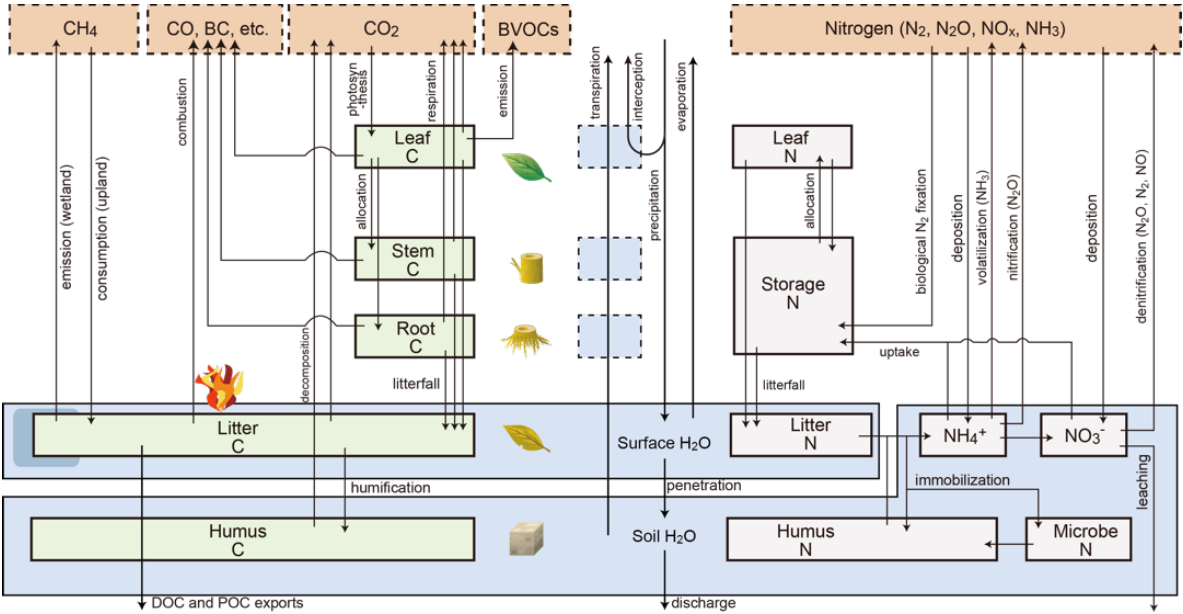 CH₄
CO, BC, etc.
CO₂
BVOCs
Nitrogen (N₂, N₂O, NOₓ, NH₃)
emission (wetland)
consumption (upland)
combustion
decomposition
photosyn
-thesis
respiration
emission
transpiration
interception
evaporation
precipitation
Leaf
C
allocation
Stem
C
Root
C
litterfall
Leaf
N
allocation
Storage
N
litterfall
biological N₂ fixation
deposition
volatilization (NH₃)
nitrification (N₂O)
deposition
denitrification (N₂O, N₂, NO)
uptake
Litter
C
Surface H₂O
Litter
N
NH₄⁺
NO₃⁻
leaching
humification
penetration
immobilization
Humus
C
Soil H₂O
Humus
N
Microbe
N
DOC and POC exports
discharge